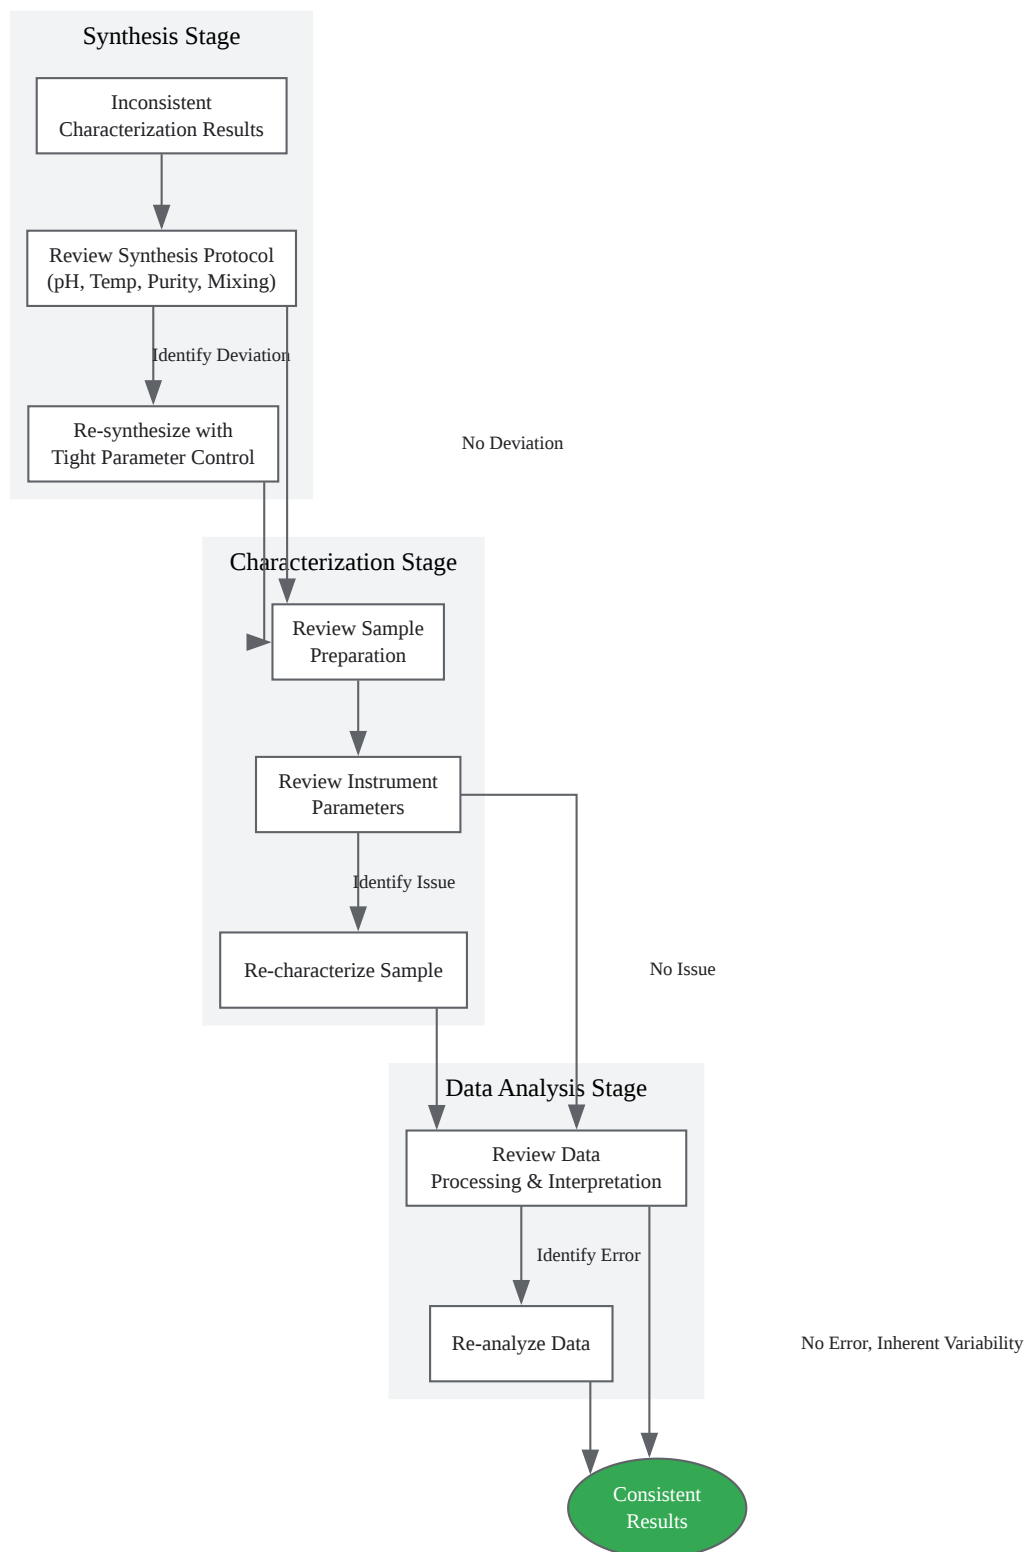 Synthesis Stage
Inconsistent
Characterization Results
Review Synthesis Protocol
(pH, Temp, Purity, Mixing)
Identify Deviation
Re-synthesize with
Tight Parameter Control
No Deviation
Characterization Stage
Review Sample
Preparation
Review Instrument
Parameters
Identify Issue
Re-characterize Sample
No Issue
Data Analysis Stage
Review Data
Processing & Interpretation
Identify Error
Re-analyze Data
No Error, Inherent Variability
Consistent
Results